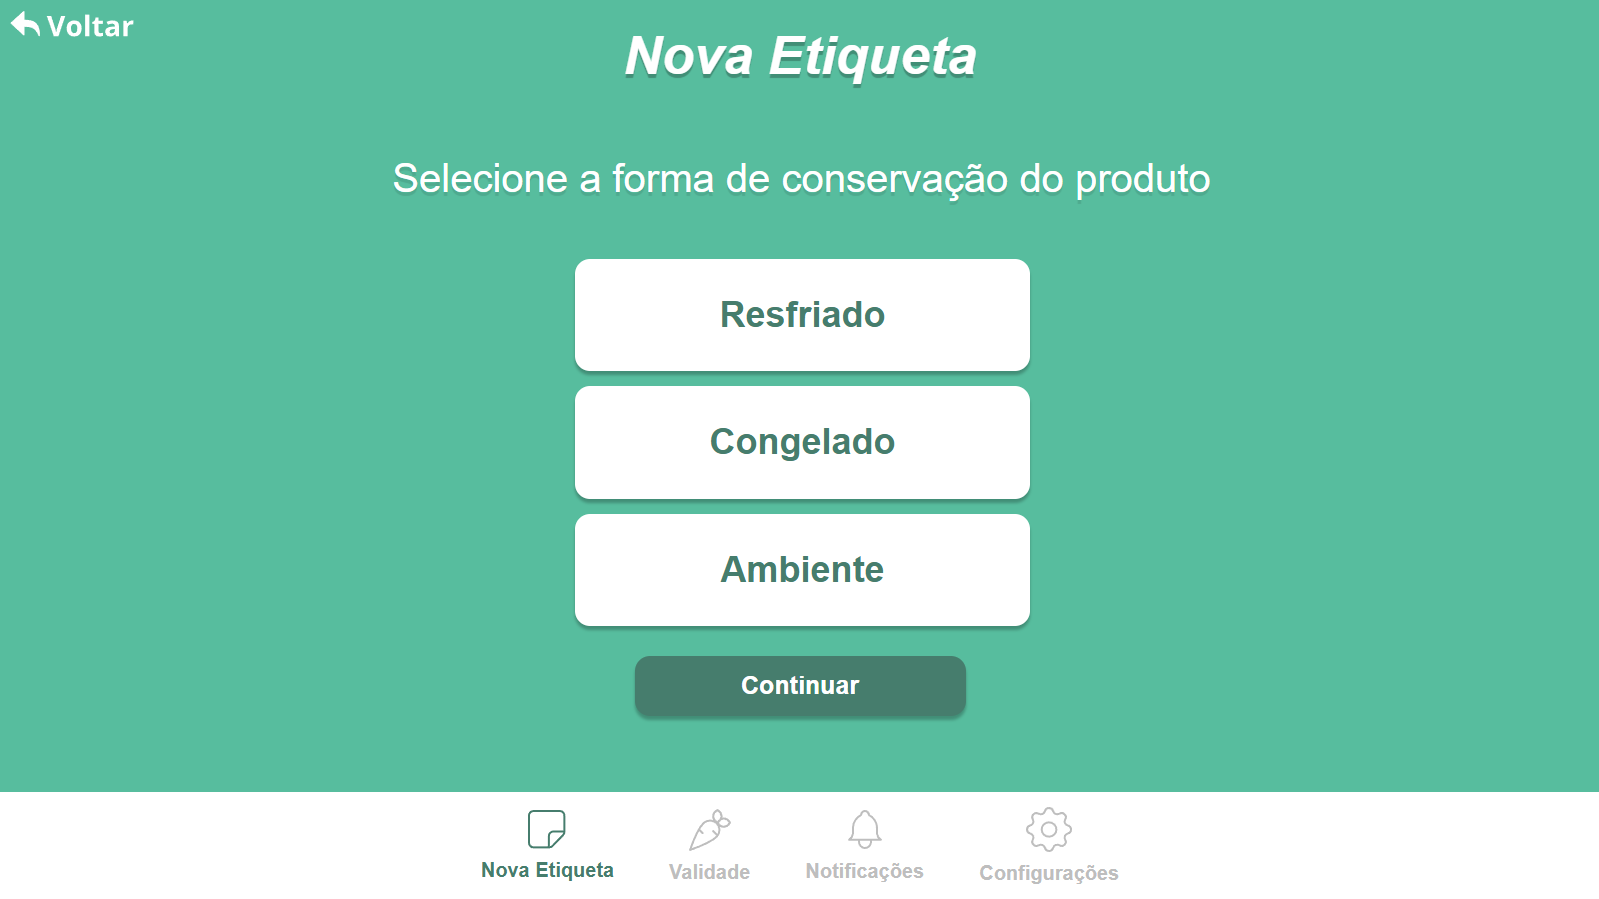 Voltar
Nova Etiqueta
Selecione a forma de conservação do produto
Resfriado
Congelado
Ambiente
Continuar
Nova Etiqueta
Validade
Notificações
Configurações